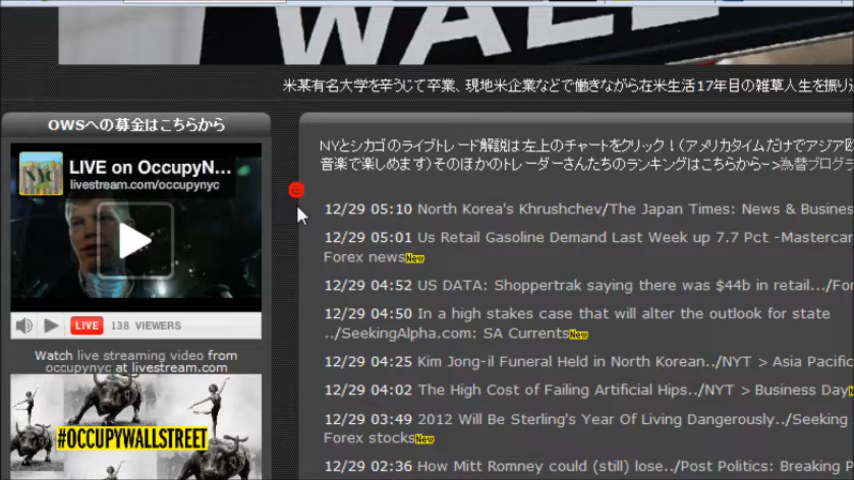 WALL
米某有名大学を辛うじて卒業、現地米企業などで働きながら在米生活17年目の雑草人生を振り
OWSへの募金はこちらから
NYとシカゴのライブトレード解説は左上のチャートをクリック！(アメリカタイムだけでアジア欧
音楽で楽しめます)そのほかのトレーダーさんたちのランキングはこちらから->為替ブログラ
LIVE on OccupyN...
livestream.com/occupynyc
12/29 05:10 North Korea's Khrushchev/The Japan Times: News & Busines
12/29 05:01 Us Retail Gasoline Demand Last Week up 7.7 Pct -Mastercar
Forex news New
12/29 04:52 US DATA: Shoppertrak saying there was $44b in retail../For
12/29 04:50 In a high stakes case that will alter the outlook for state
../SeekingAlpha.com: SA Currents New
LIVE 138 VIEWERS
Watch live streaming video from
occupynyc at livestream.com
12/29 04:25 Kim Jong-il Funeral Held in North Korean../NYT > Asia Pacific
12/29 04:02 The High Cost of Failing Artificial Hips../NYT > Business Day
12/29 03:49 2012 Will Be Sterling's Year Of Living Dangerously../Seeking
Forex stocks New
#OCCUPYWALLSTREET
12/29 02:36 How Mitt Romney could (still) lose../Post Politics: Breaking P